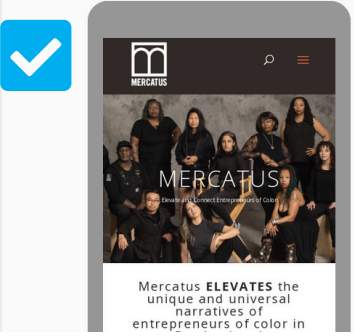 MERCATUS
MERCATUS
Elevate and Connect Entrepreneurs of Color
Mercatus ELEVATES the
unique and universal
narratives of
entrepreneurs of color in